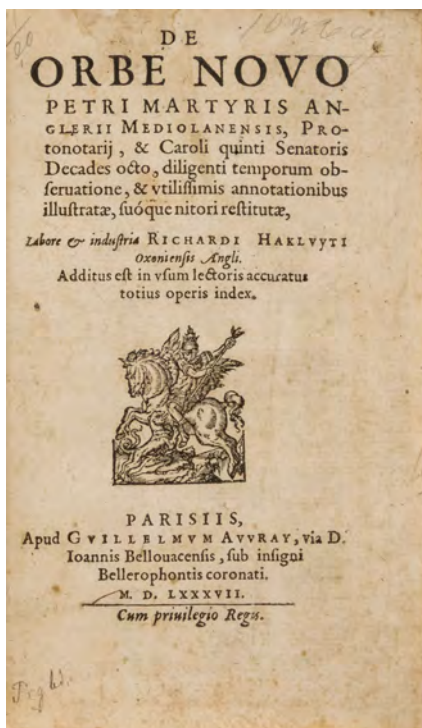 DE
ORBE NOVO
PETRI MARTYRIS AN-
GLERII MEDIOLANENSIS, PRO-
tonotarij, & Caroli quinti Senatoris
Decades octo, diligenti temporum ob-
ſeruatione, & vtiliſſimis annotationibus
illuſtratæ, ſuóque nitori reſtitutæ,
Labore & induſtria RICHARDI HAKLVYTI
Oxonienſis Angli.
Additus eſt in vſum lectoris accuratus
totius operis index.
PARISIIS,
Apud GVILLELMVM AVVRAY, via D.
Ioannis Bellouacenſis, ſub inſigni
Bellerophontis coronati.
M. D. LXXXVII.
Cum priuilegio Regis.